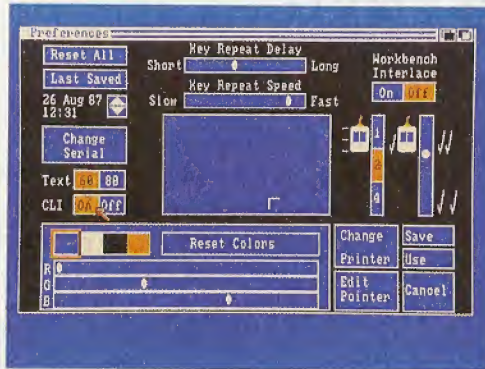 Preferences
Reset All
Last Saved
26 Aug 87
12:31
Change
Serial
Text 60 80
CLI On Off
Key Repeat Delay
Short Long
Key Repeat Speed
Slow Fast
Workbench
Interlace
On Off
1
2
4
Reset Colors
R
G
B
Change
Printer
Edit
Pointer
Save
Use
Cancel